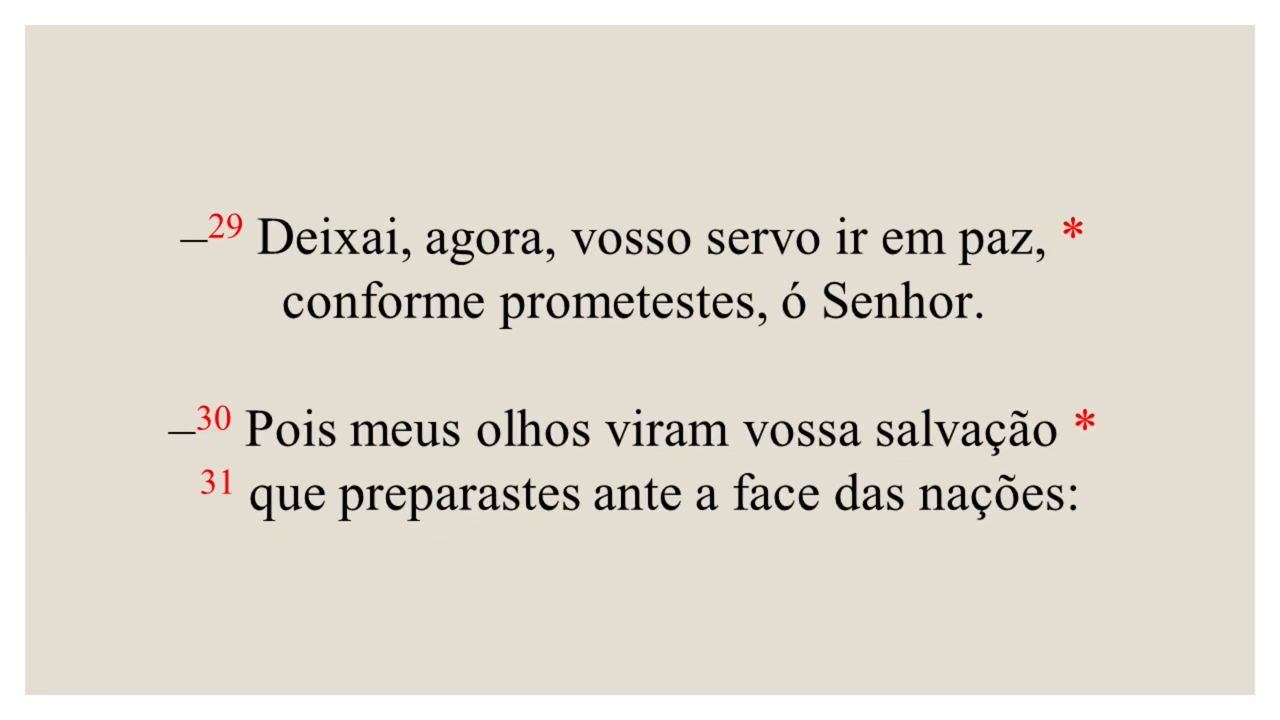 –29 Deixai, agora, vosso servo ir em paz, *
conforme prometestes, ó Senhor.
–30 Pois meus olhos viram vossa salvação *
31 que preparastes ante a face das nações: